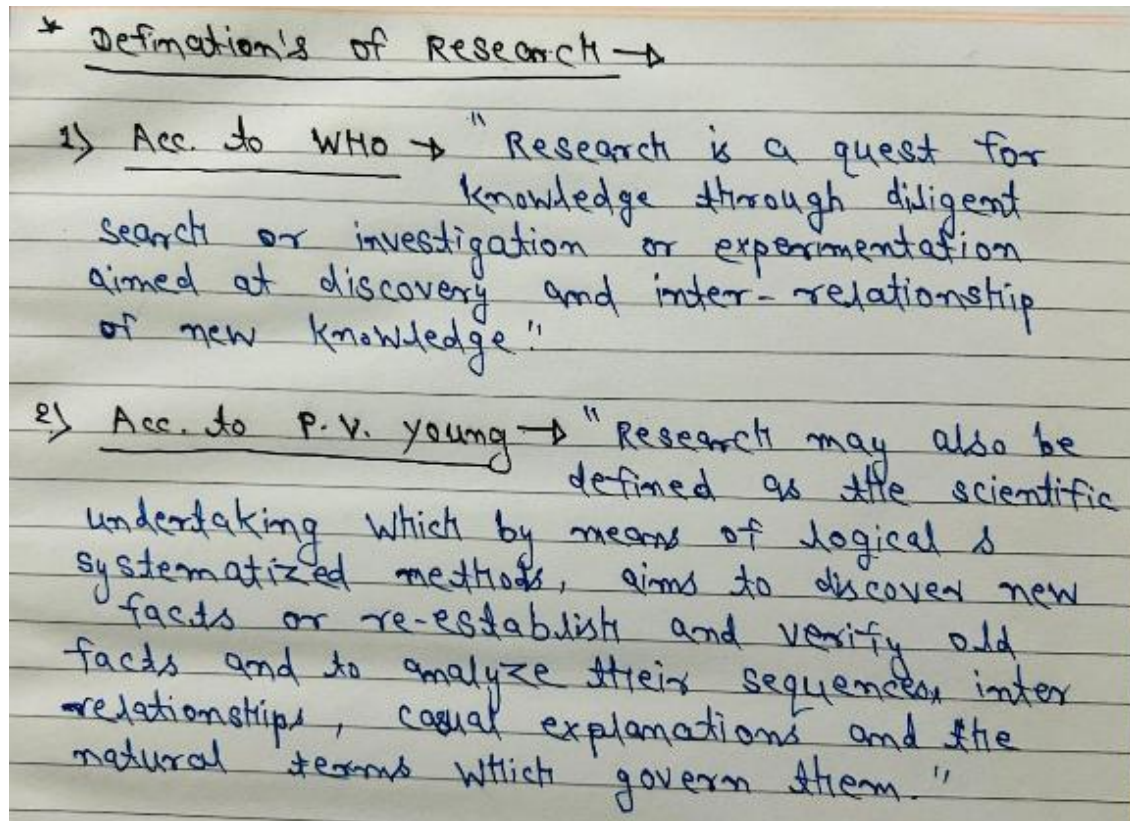 * Defination's of Research →
1) Acc. to WHO → "Research is a quest for
knowledge through diligent
search or investigation or experimentation
aimed at discovery and inter-relationship
of new knowledge".
2) Acc. to P.V. Young → "Research may also be
defined as the scientific
undertaking which by means of logical &
systematized methods, aims to discover new
facts or re-establish and verify old
facts and to analyze their sequences, inter
relationships, casual explanations and the
natural terms which govern them."